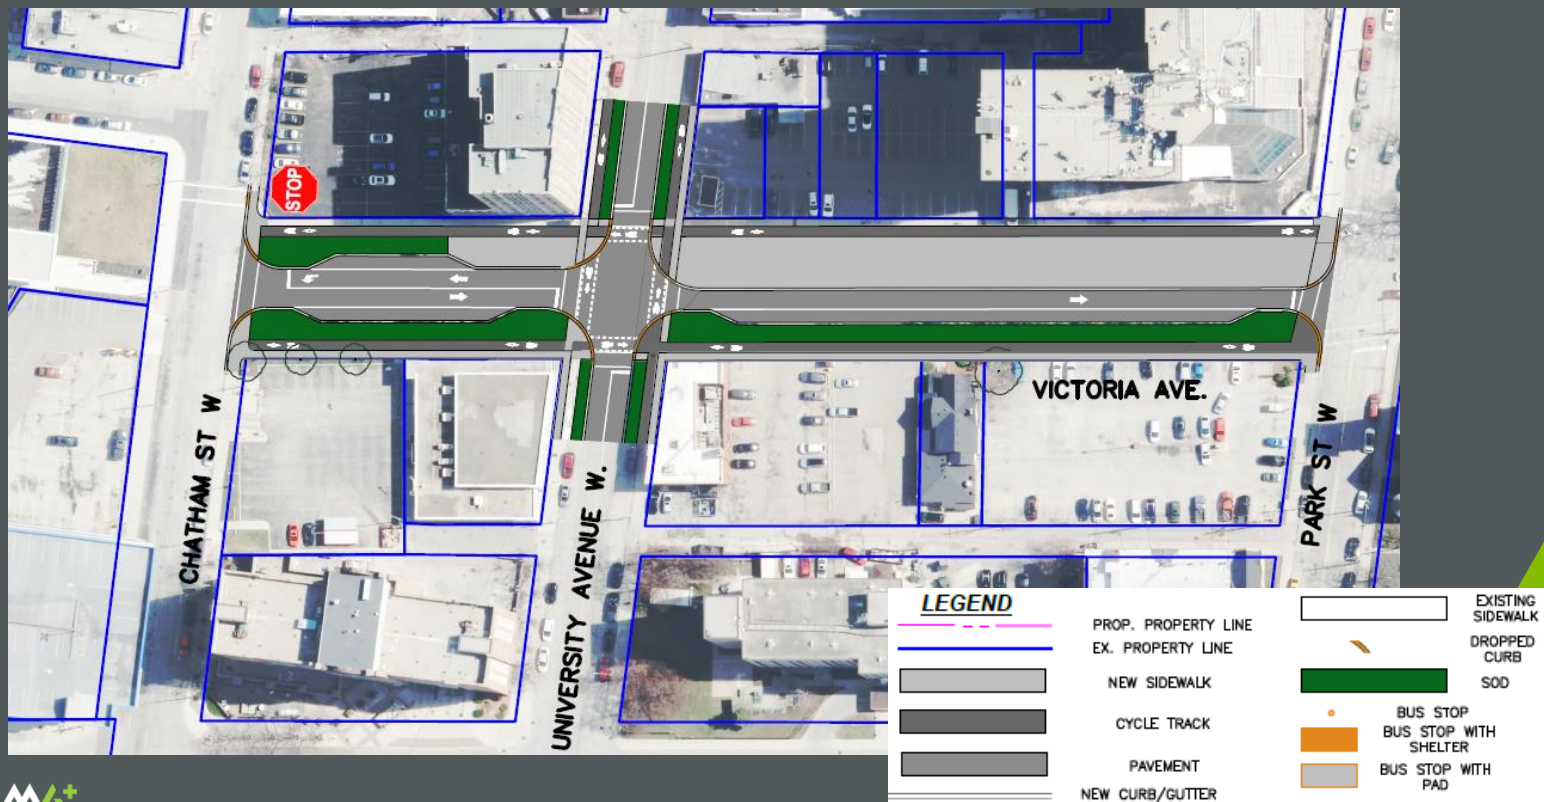 STOP
VICTORIA AVE.
CHATHAM ST W
UNIVERSITY AVENUE W.
PARK ST W
LEGEND
PROP. PROPERTY LINE
EX. PROPERTY LINE
NEW SIDEWALK
CYCLE TRACK
PAVEMENT
NEW CURB/GUTTER
EXISTING
SIDEWALK
DROPPED
CURB
SOD
BUS STOP
BUS STOP WITH
SHELTER
BUS STOP WITH
PAD